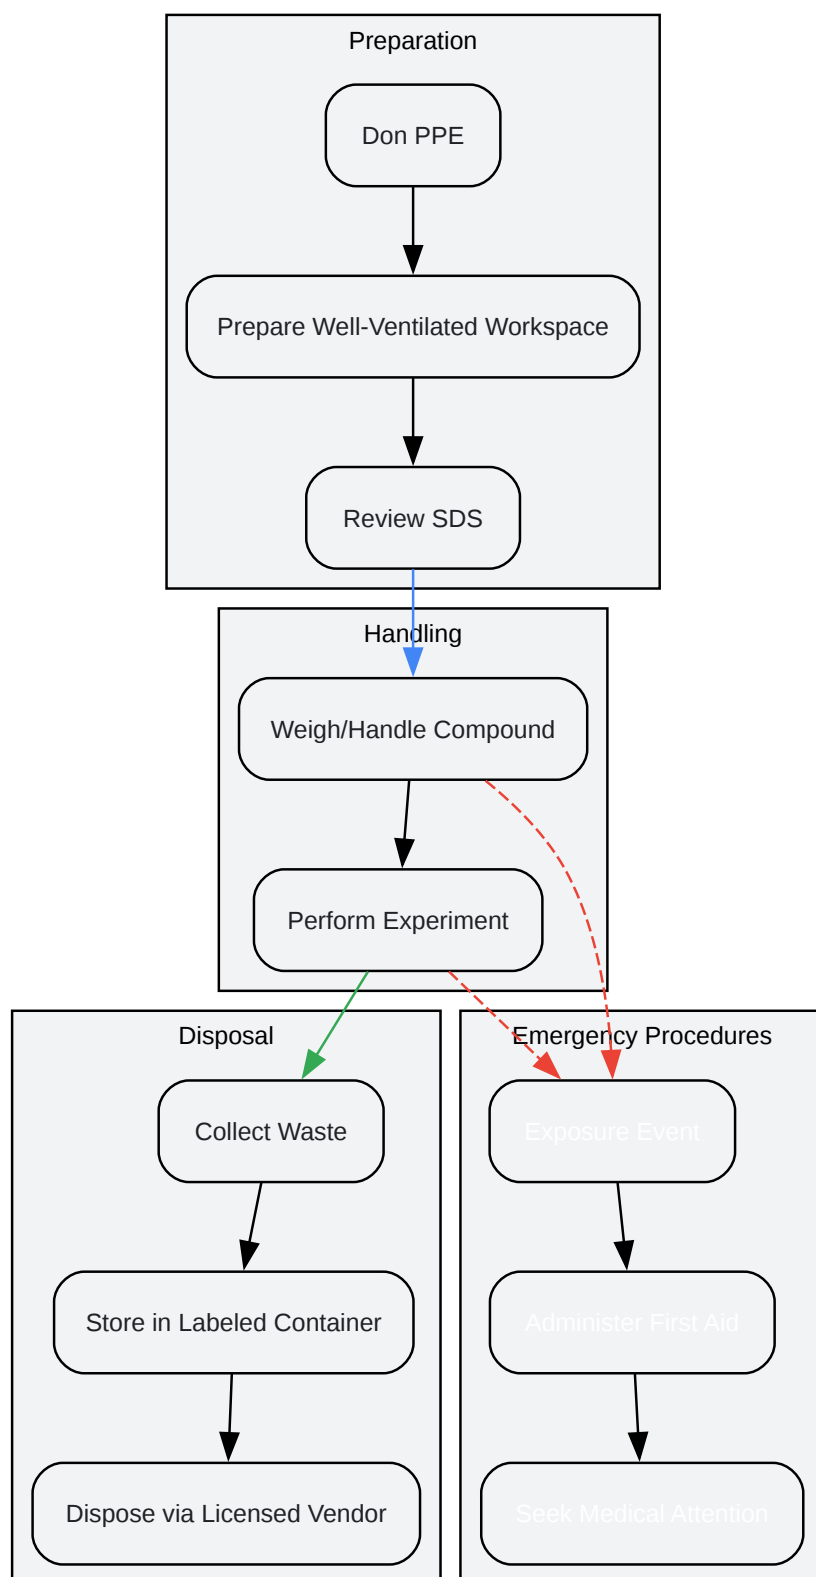 Preparation
Don PPE
Prepare Well-Ventilated Workspace
Review SDS
Handling
Weigh/Handle Compound
Perform Experiment
Disposal
Collect Waste
Store in Labeled Container
Dispose via Licensed Vendor
Emergency Procedures
Exposure Event
Administer First Aid
Seek Medical Attention